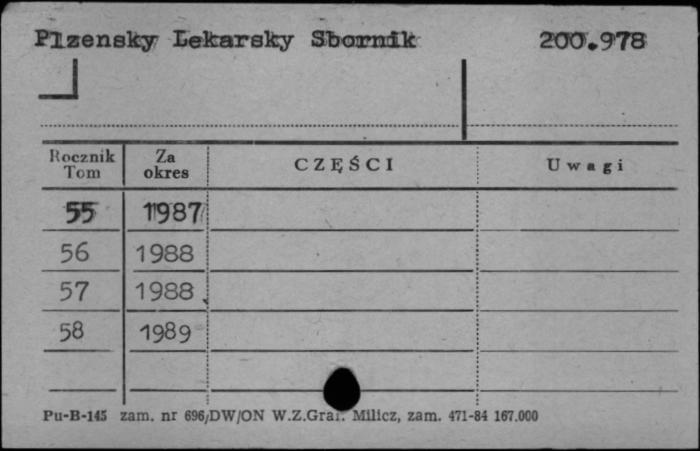 Plzensky Lekarsky Sbornik 200.978
Rocznik Tom Za okres CZĘŚCI Uwagi
55 1987
56 1988
57 1988
58 1989
Pu-B-145 zam. nr 696/DW/ON W.Z.Graf. Milicz, zam. 471-84 167.000